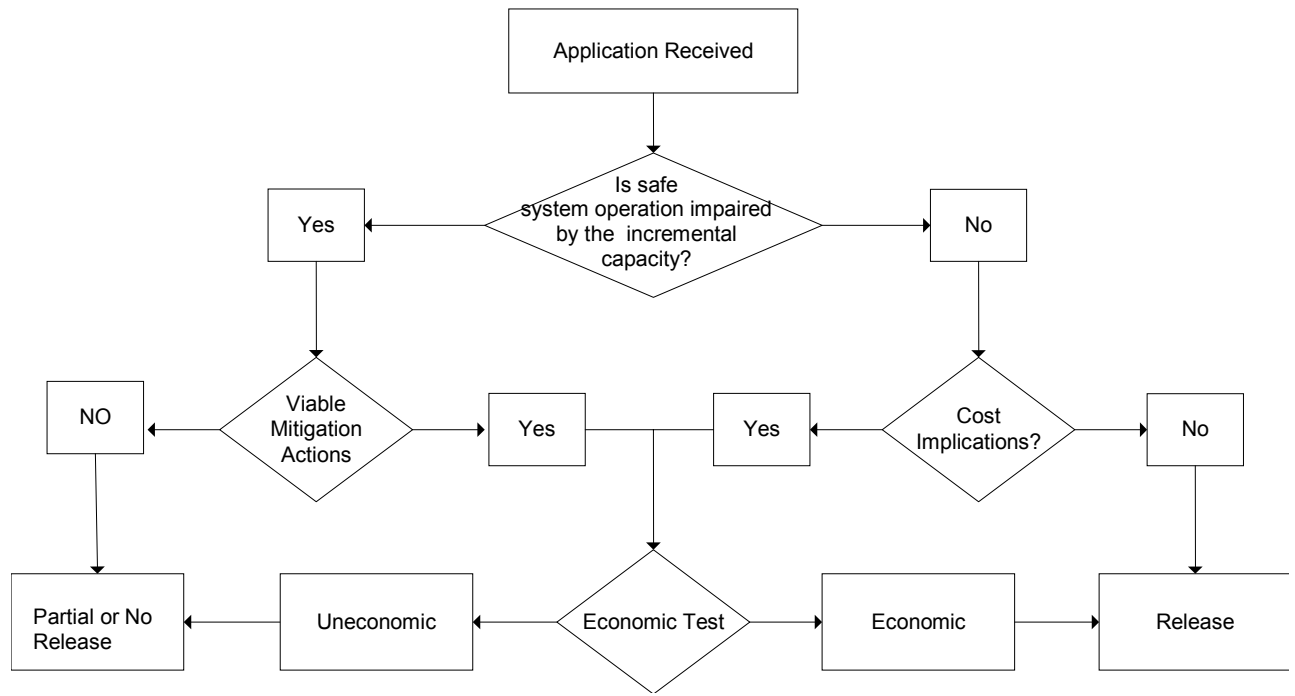 Application Received
Is safe
system operation impaired
by the incremental
capacity?
Yes
No
NO
Viable
Mitigation
Actions
Yes
Yes
Cost
Implications?
No
Partial or No
Release
Uneconomic
Economic Test
Economic
Release